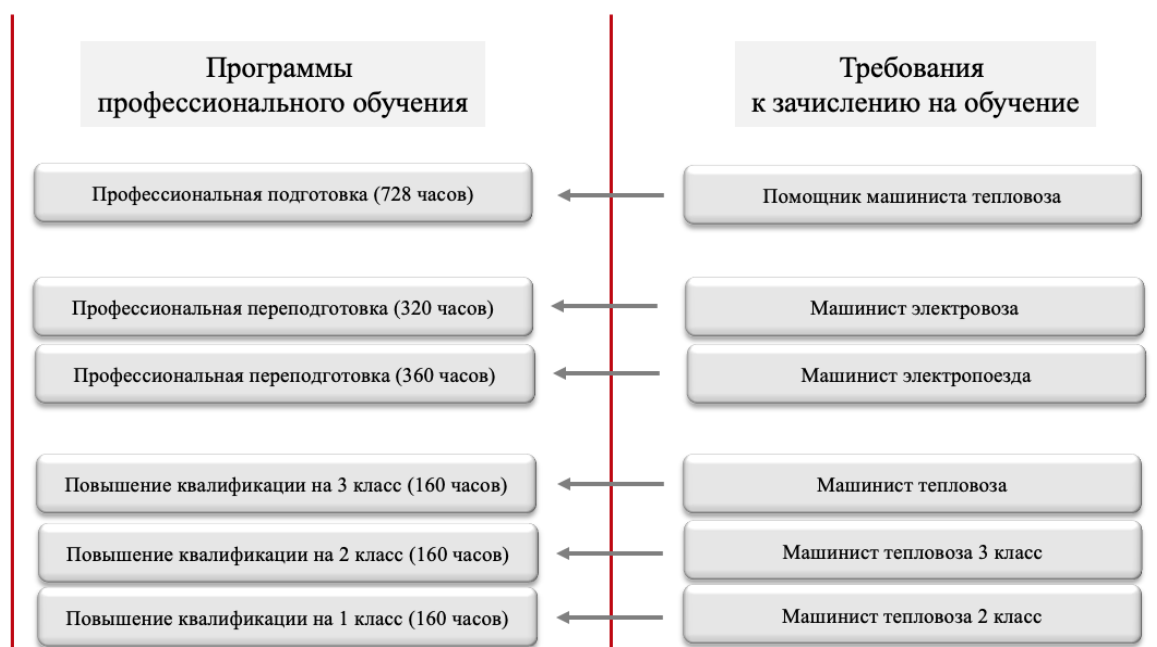 Программы
профессионального обучения
Требования
к зачислению на обучение
Профессиональная подготовка (728 часов)
Помощник машиниста тепловоза
Профессиональная переподготовка (320 часов)
Машинист электровоза
Профессиональная переподготовка (360 часов)
Машинист электропоезда
Повышение квалификации на 3 класс (160 часов)
Машинист тепловоза
Повышение квалификации на 2 класс (160 часов)
Машинист тепловоза 3 класс
Повышение квалификации на 1 класс (160 часов)
Машинист тепловоза 2 класс